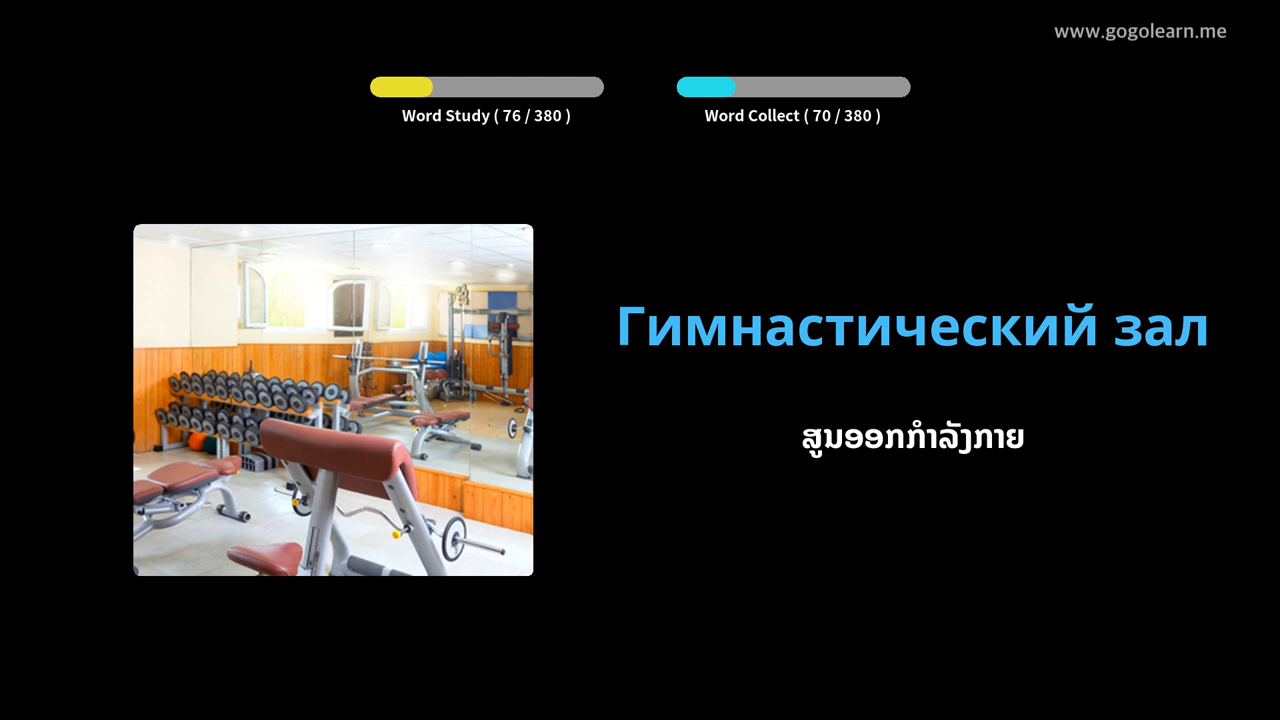 www.gogolearn.me
Word Study ( 76 / 380 )
Word Collect ( 70 / 380 )
Гимнастический зал
ສູນອອກກຳລັງກາຍ